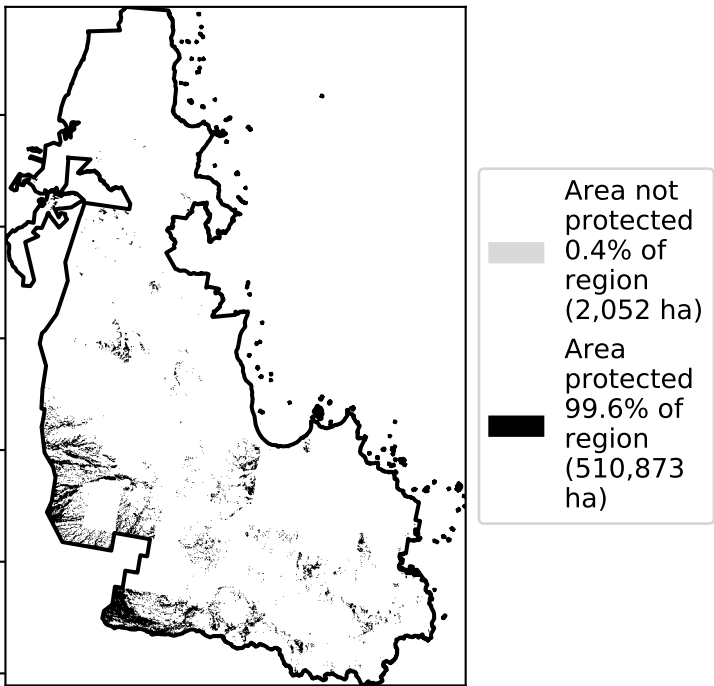 Area not
protected
0.4% of
region
(2,052 ha)
Area
protected
99.6% of
region
(510,873
ha)